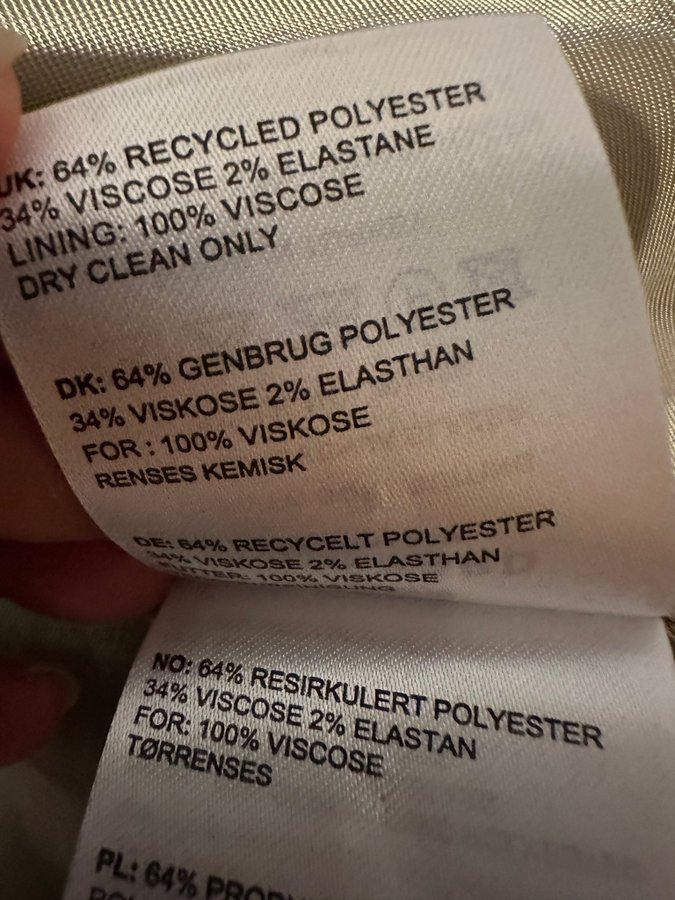 UK: 64% RECYCLED POLYESTER
34% VISCOSE 2% ELASTANE
LINING: 100% VISCOSE
DRY CLEAN ONLY
DK: 64% GENBRUG POLYESTER
34% VISKOSE 2% ELASTHAN
FOR : 100% VISKOSE
RENSES KEMISK
DE: 64% RECYCELT POLYESTER
34% VISKOSE 2% ELASTHAN
FUTTER: 100% VISKOSE
NO: 64% RESIRKULERT POLYESTER
34% VISCOSE 2% ELASTAN
FOR: 100% VISCOSE
TØRRENSES
PL: 64%